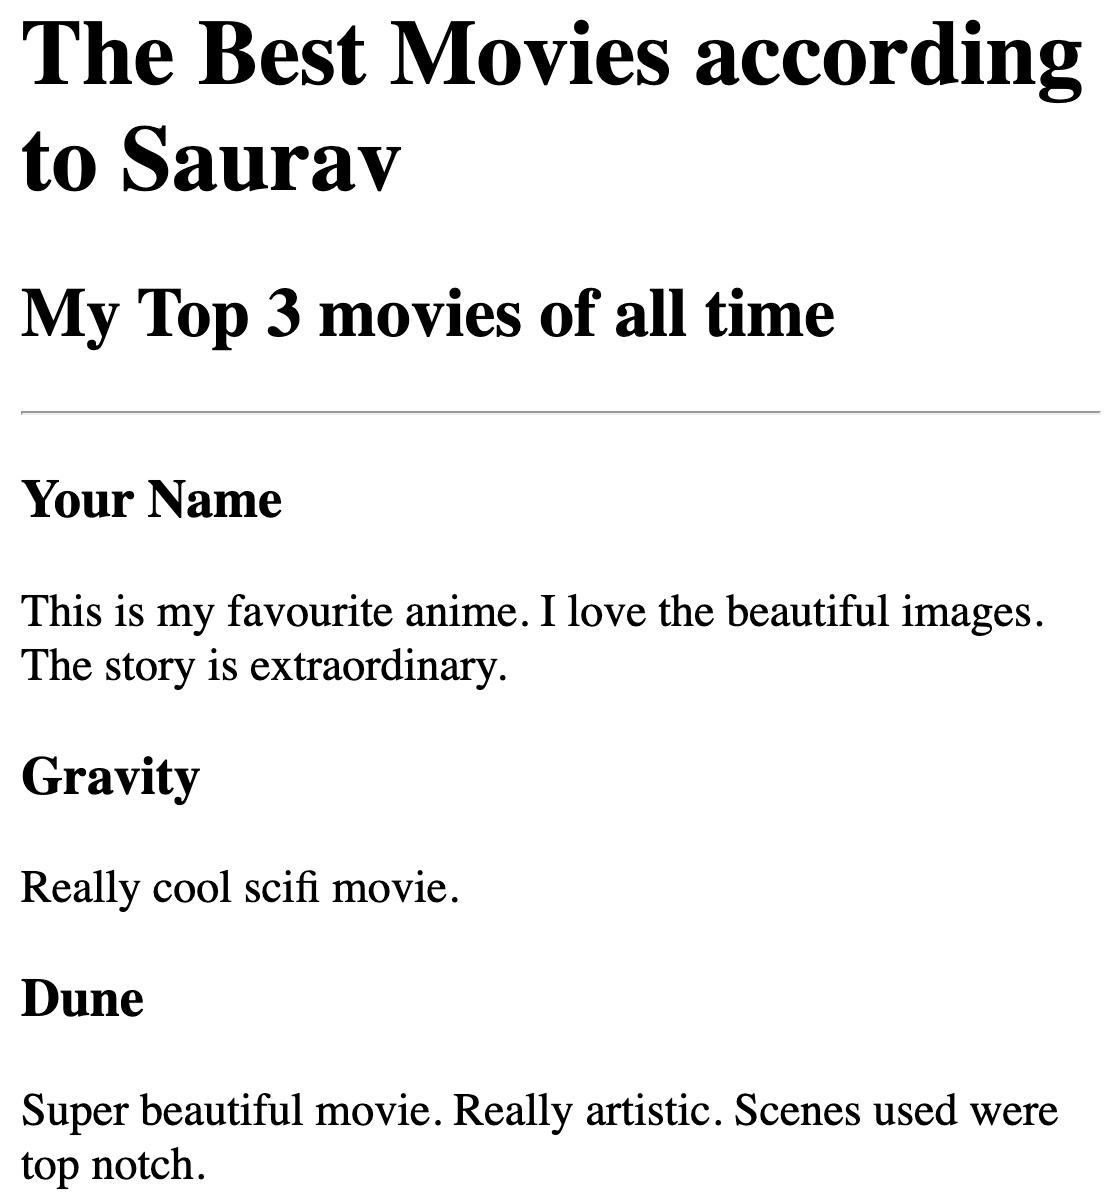 The Best Movies according
to Saurav
My Top 3 movies of all time
Your Name
This is my favourite anime. I love the beautiful images.
The story is extraordinary.
Gravity
Really cool scifi movie.
Dune
Super beautiful movie. Really artistic. Scenes used were
top notch.